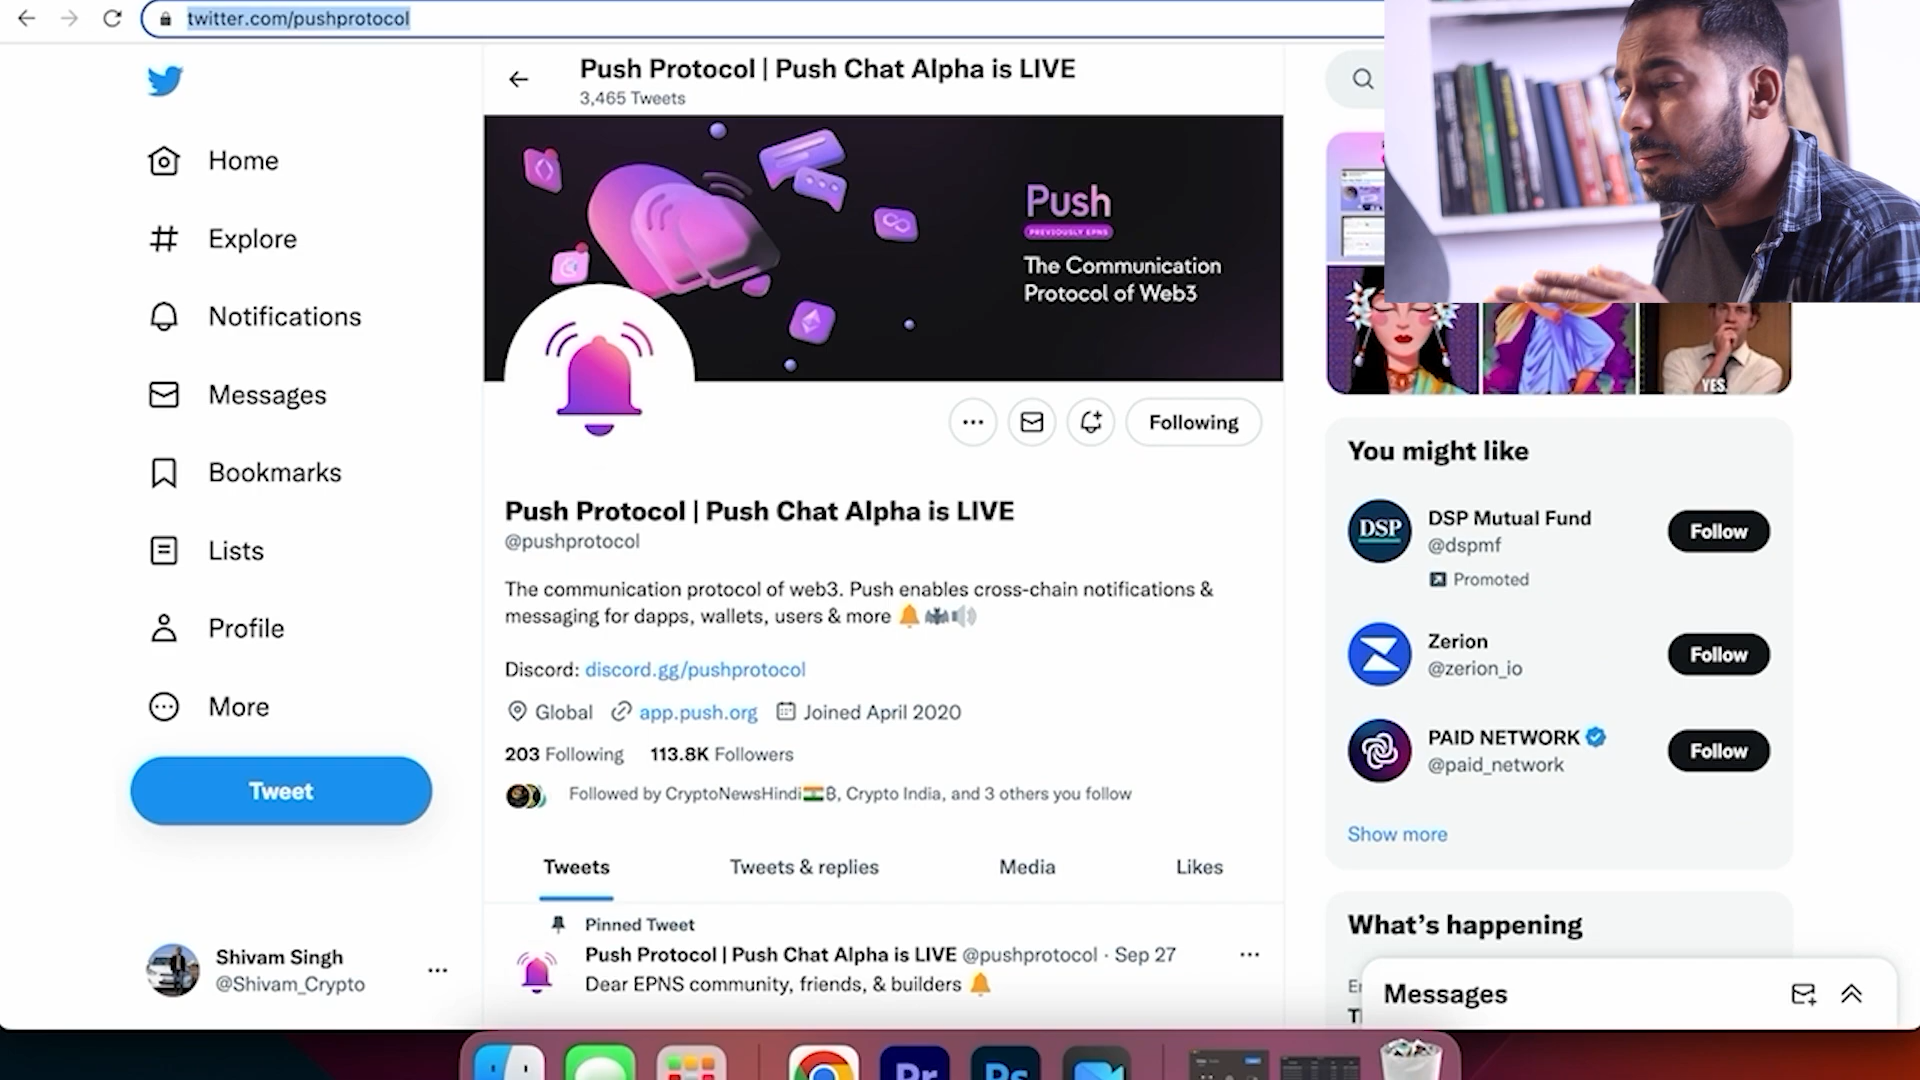 twitter.com/pushprotocol
Push Protocol | Push Chat Alpha is LIVE
3,465 Tweets
Home
Explore
Notifications
Messages
Bookmarks
Lists
Profile
More
Tweet
Shivam Singh
@Shivam_Crypto
Push
PREVIOUSLY EPNS
The Communication
Protocol of Web3
Following
Push Protocol | Push Chat Alpha is LIVE
@pushprotocol
The communication protocol of web3. Push enables cross-chain notifications &
messaging for dapps, wallets, users & more
Discord: discord.gg/pushprotocol
Global app.push.org Joined April 2020
203 Following 113.8K Followers
Followed by CryptoNewsHindi🇮🇳B, Crypto India, and 3 others you follow
Tweets Tweets & replies Media Likes
Pinned Tweet
Push Protocol | Push Chat Alpha is LIVE @pushprotocol · Sep 27
Dear EPNS community, friends, & builders
YES.
You might like
DSP
DSP Mutual Fund
@dspmf
Promoted
Follow
Zerion
@zerion_io
Follow
PAID NETWORK
@paid_network
Follow
Show more
What's happening
Messages
Pr
Ps